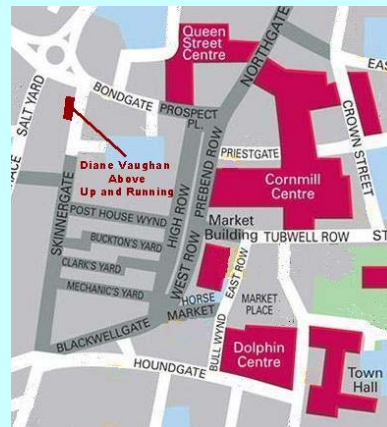 Queen
Street
Centre
NORTHGATE
SALT YARD
BONDGATE
PROSPECT
PL.
EAS
CROWN STREET
Diane Vaughan
Above
Up and Running
PRIESTGATE
PREBEND ROW
Cornmill
Centre
SKINNERGATE
POST HOUSE WYND
HIGH ROW
BUCKTON'S YARD
CLARK'S YARD
MECHANIC'S YARD
WEST ROW
Market
Building
TUBWELL ROW
ST
EAST ROW
HORSE
MARKET
MARKET
PLACE
BLACKWELLGATE
HOUNDGATE
BULL WYND
Dolphin
Centre
Town
Hall